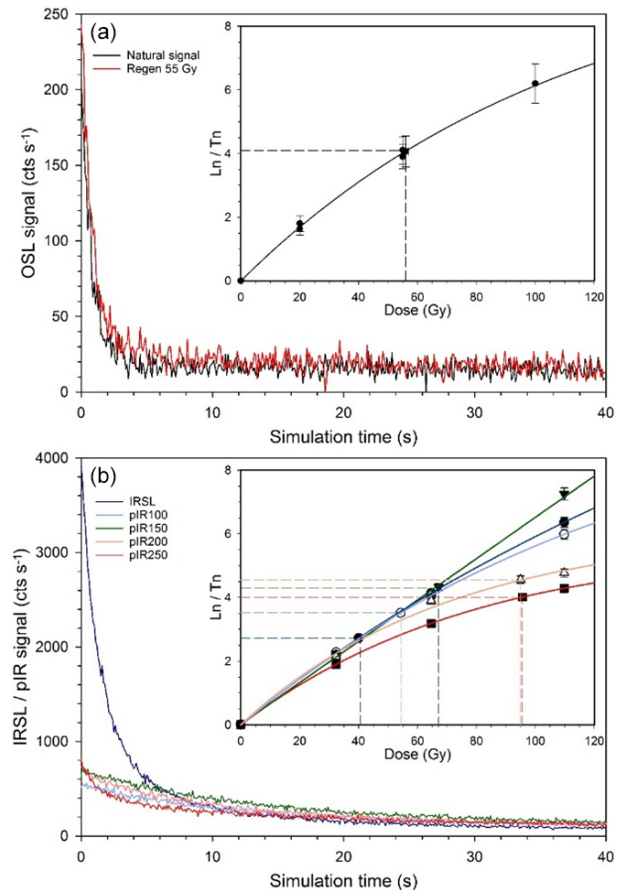 (a)
Natural signal
Regen 55 Gy
OSL signal (cts s⁻¹)
250
200
150
100
50
0
Ln / Tn
8
6
4
2
0
0 20 40 60 80 100 120
Dose (Gy)
0 10 20 30 40
Simulation time (s)
(b)
IRSL
pIR100
pIR150
pIR200
pIR250
IRSL / pIR signal (cts s⁻¹)
4000
3000
2000
1000
0
Ln / Tn
8
6
4
2
0
0 20 40 60 80 100 120
Dose (Gy)
0 10 20 30 40
Simulation time (s)